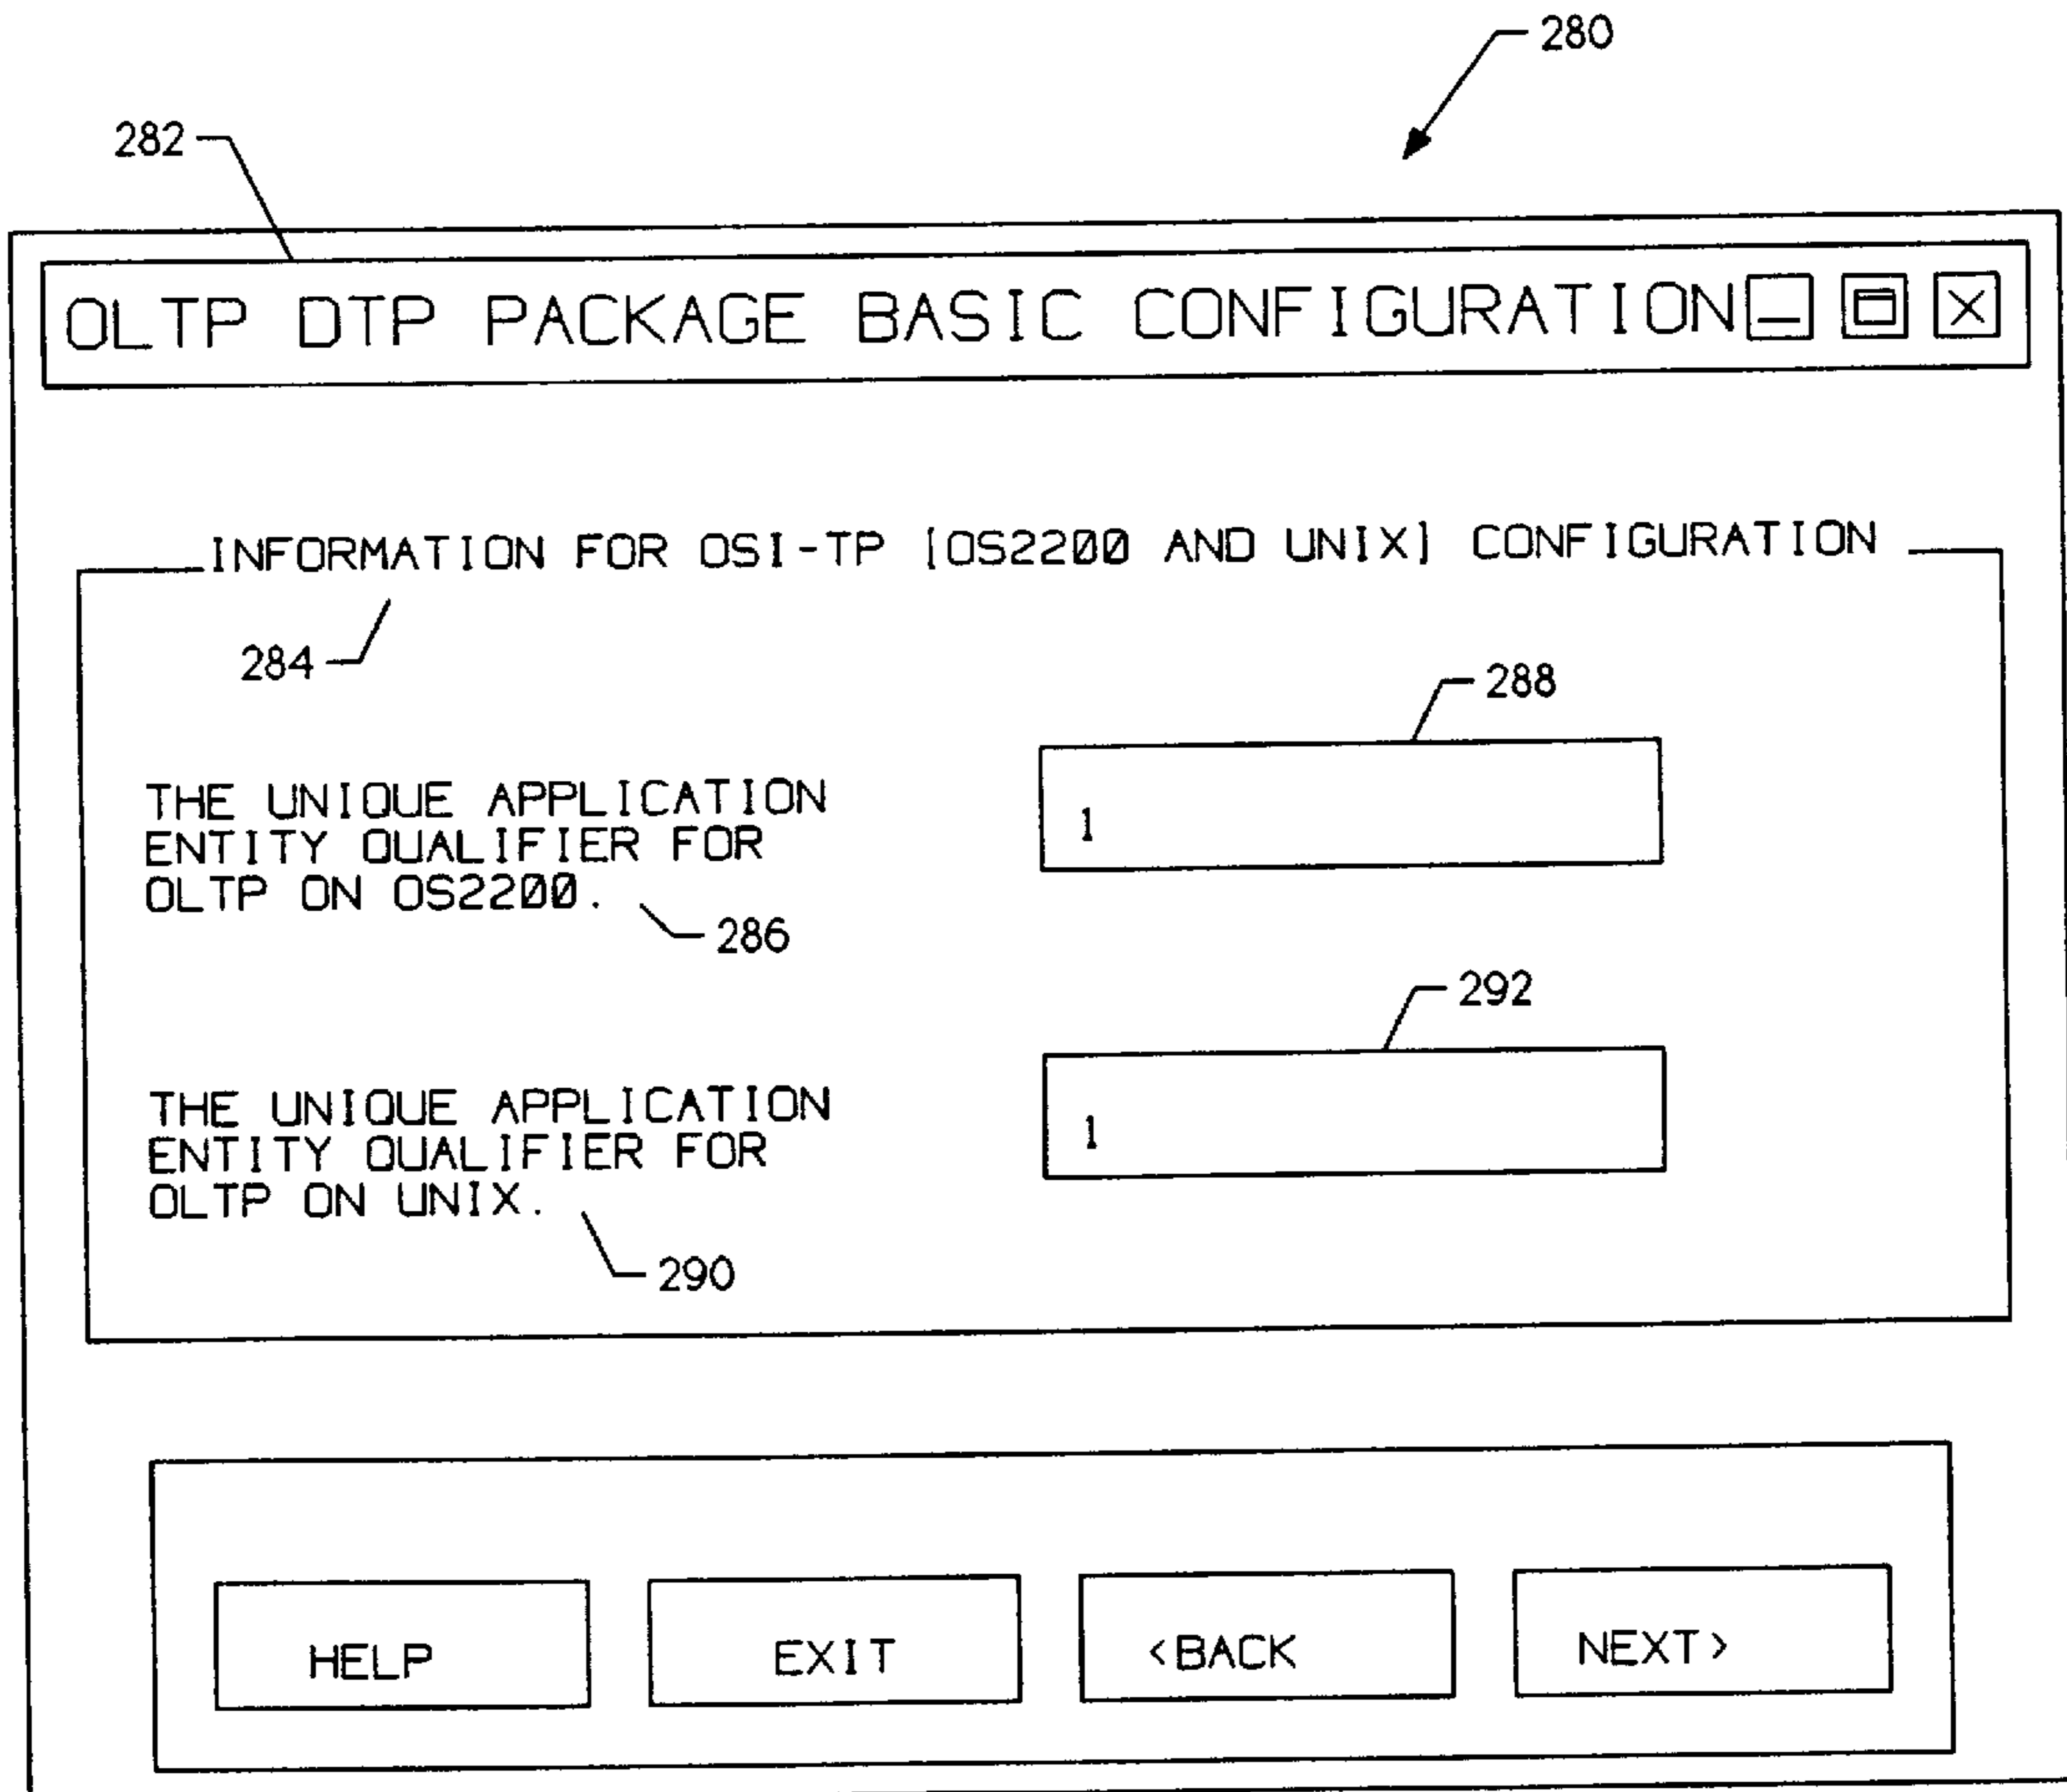 280
282
OLTP DTP PACKAGE BASIC CONFIGURATION
INFORMATION FOR OSI-TP [OS2200 AND UNIX] CONFIGURATION
284
288
THE UNIQUE APPLICATION
ENTITY QUALIFIER FOR
OLTP ON OS2200.
1
286
292
THE UNIQUE APPLICATION
ENTITY QUALIFIER FOR
OLTP ON UNIX.
1
290
HELP
EXIT
<BACK
NEXT>